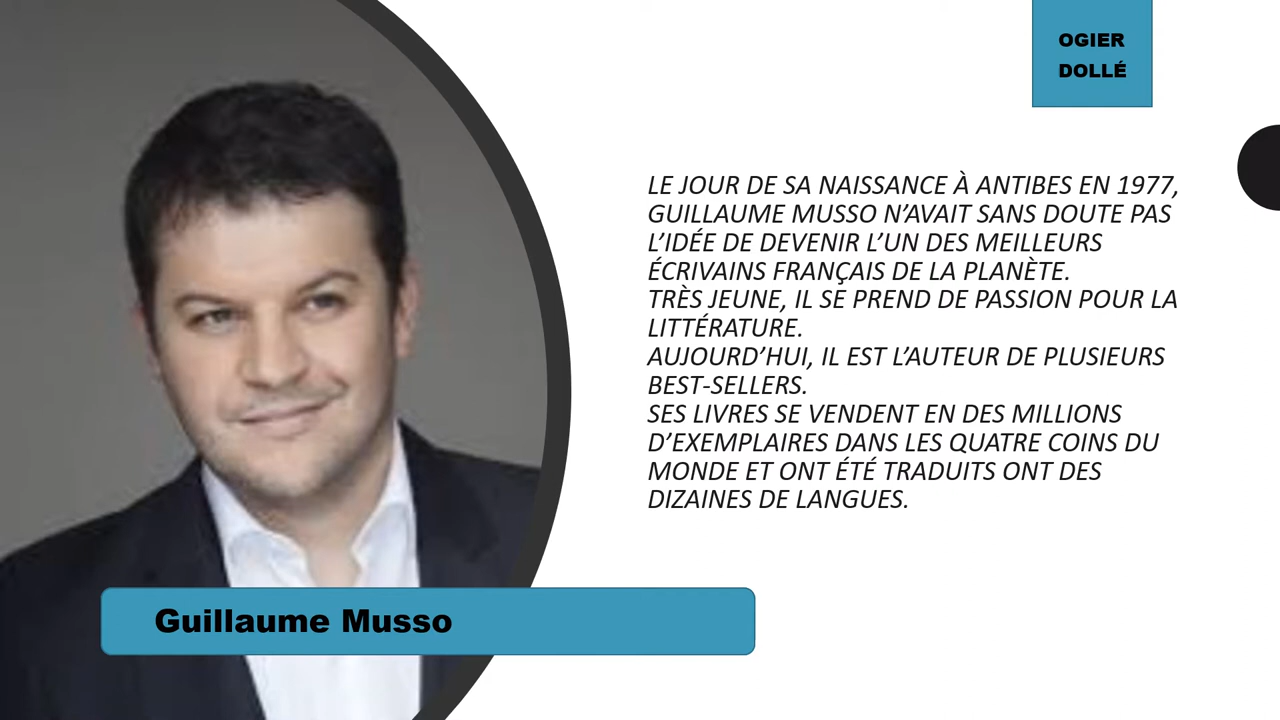 OGIER
DOLLÉ
LE JOUR DE SA NAISSANCE À ANTIBES EN 1977,
GUILLAUME MUSSO N’AVAIT SANS DOUTE PAS
L’IDÉE DE DEVENIR L’UN DES MEILLEURS
ÉCRIVAINS FRANÇAIS DE LA PLANÈTE.
TRÈS JEUNE, IL SE PREND DE PASSION POUR LA
LITTÉRATURE.
AUJOURD’HUI, IL EST L’AUTEUR DE PLUSIEURS
BEST-SELLERS.
SES LIVRES SE VENDENT EN DES MILLIONS
D’EXEMPLAIRES DANS LES QUATRE COINS DU
MONDE ET ONT ÉTÉ TRADUITS ONT DES
DIZAINES DE LANGUES.
Guillaume Musso